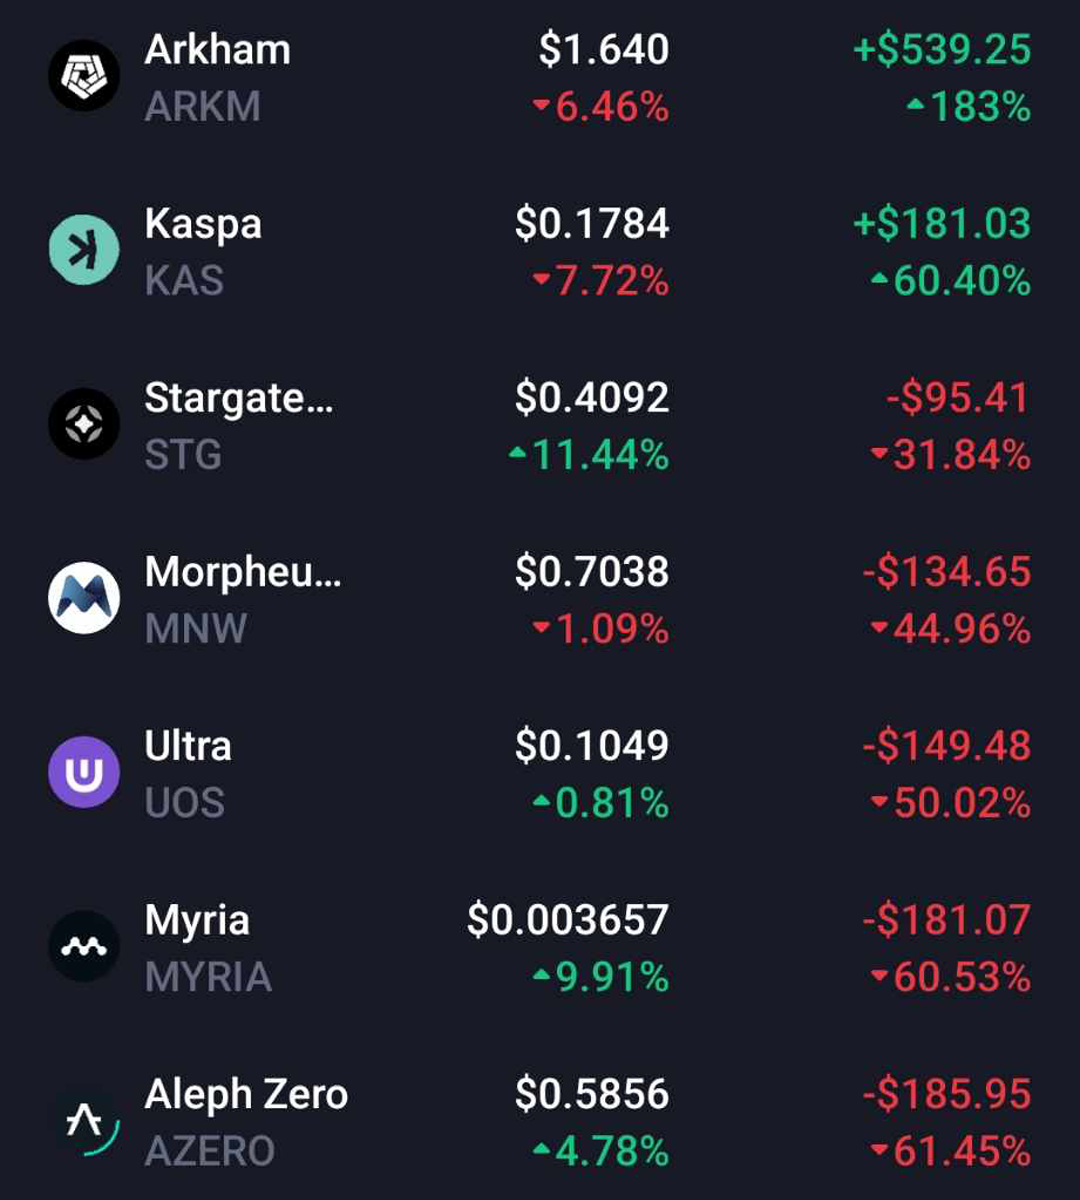 Arkham $1.640 +$539.25
ARKM ▼6.46% ▲183%
Kaspa $0.1784 +$181.03
KAS ▼7.72% ▲60.40%
Stargate... $0.4092 -$95.41
STG ▲11.44% ▼31.84%
Morpheu... $0.7038 -$134.65
MNW ▼1.09% ▼44.96%
Ultra $0.1049 -$149.48
UOS ▲0.81% ▼50.02%
Myria $0.003657 -$181.07
MYRIA ▲9.91% ▼60.53%
Aleph Zero $0.5856 -$185.95
AZERO ▲4.78% ▼61.45%